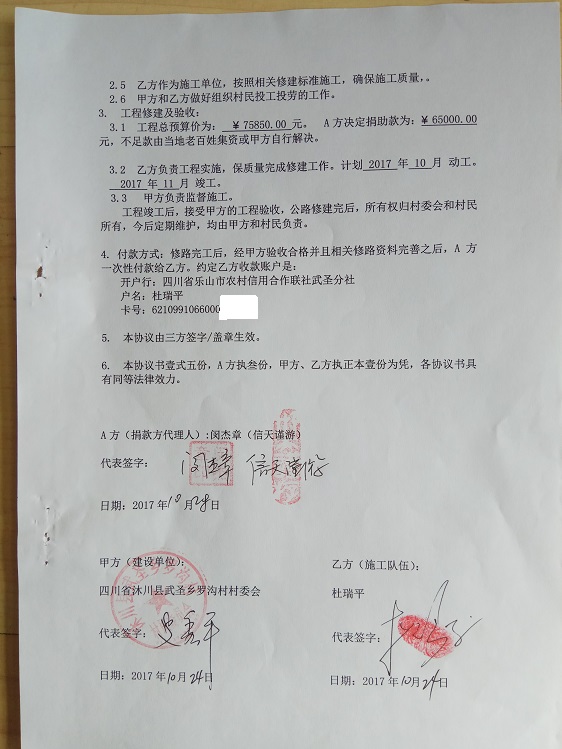 2.5 乙方作为施工单位，按照相关修建标准施工，确保施工质量，。
2.6 甲方和乙方做好组织村民投工投劳的工作。
3. 工程修建及验收：
3.1 工程总预算价为： ￥75850.00 元。 A方决定捐助款为：￥65000.00
元，不足款由当地老百姓集资或甲方自行解决。
3.2 乙方负责工程实施，保质量完成修建工作。计划 2017 年 10 月 动工。
2017 年 11 月 竣工。
3.3 甲方负责监督施工。
工程竣工后，接受甲方的工程验收，公路修建完后，所有权归村委会和村民
所有，今后定期维护，均由甲方和村民负责。
4. 付款方式：修路完工后，经甲方验收合格并且相关修路资料完善之后，A 方
一次性付款给乙方。约定乙方收款账户是：
开户行：四川省乐山市农村信用合作联社武圣分社
户名：杜瑞平
卡号：6210991066000
5. 本协议由三方签字/盖章生效。
6. 本协议书壹式五份，A方执叁份，甲方、乙方执正本壹份为凭，各协议书具
有同等法律效力。
A方（捐款方代理人）:闵杰章（信天谨游）
代表签字： 闵杰章 信天谨游
日期：2017 年 10 月 24 日
甲方（建设单位）：
四川省沐川县武圣乡罗沟村村委会
代表签字：
日期：2017 年 10 月 24 日
乙方（施工队伍）：
杜瑞平
代表签字：
日期：2017 年 10 月 24 日